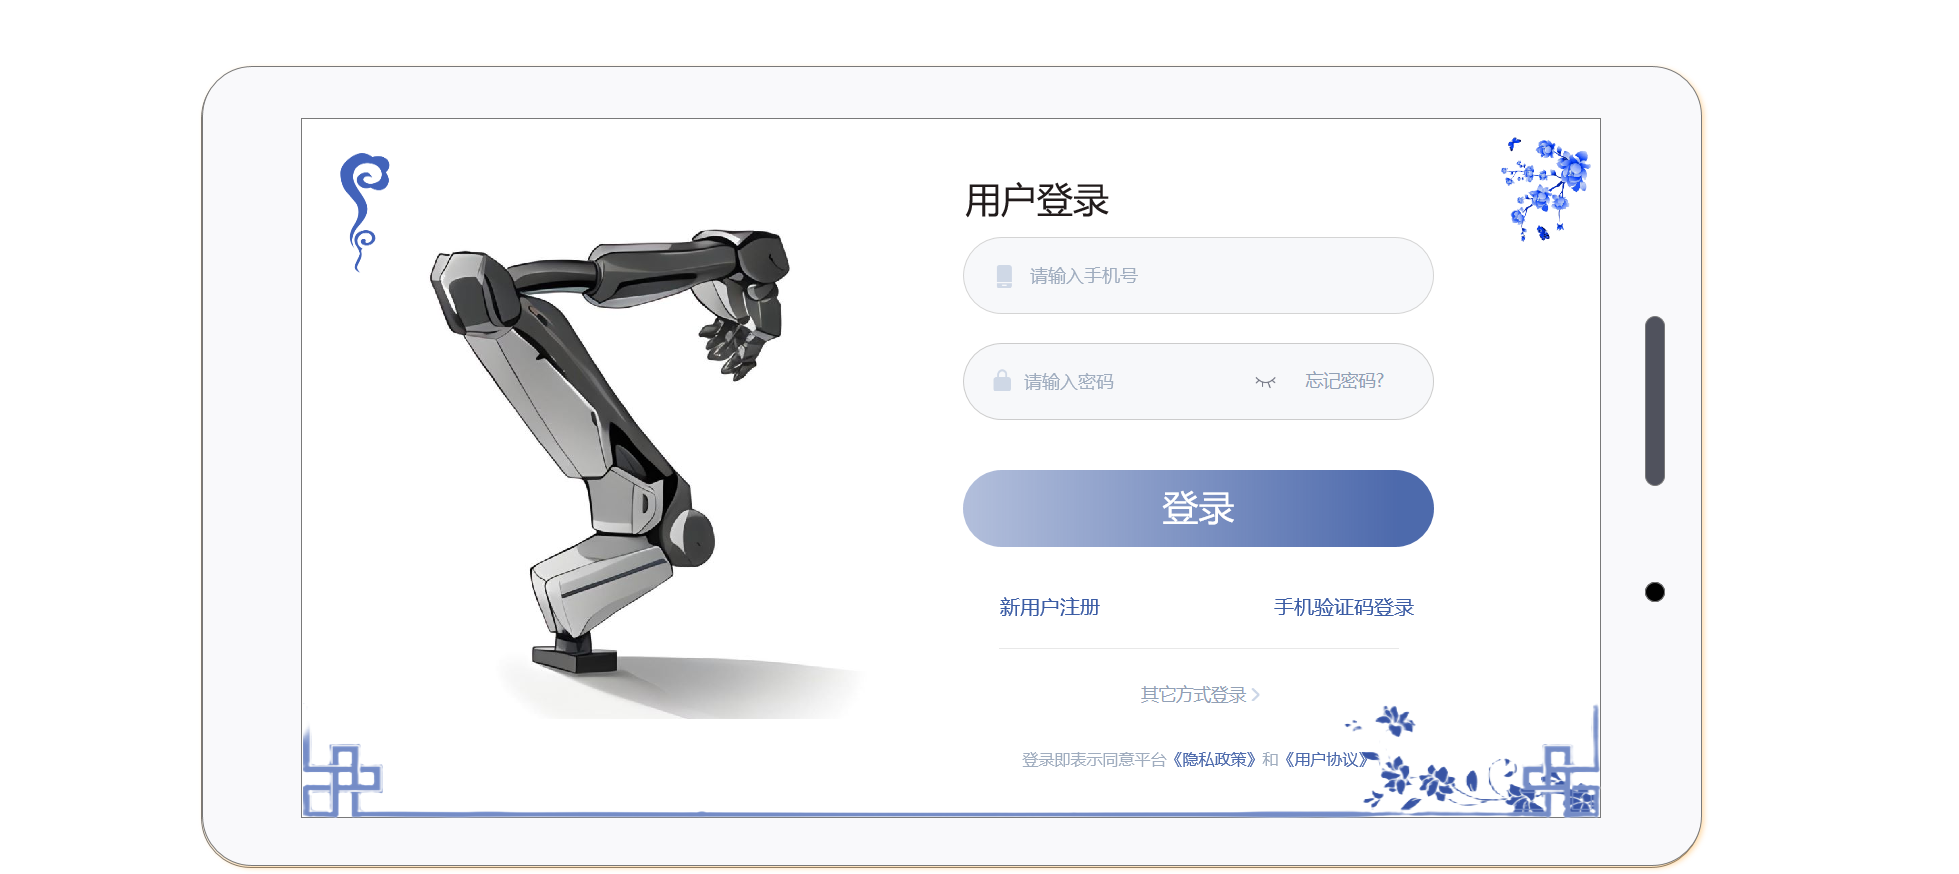 用户登录
请输入手机号
请输入密码 忘记密码?
登录
新用户注册 手机验证码登录
其它方式登录
登录即表示同意平台《隐私政策》和《用户协议》